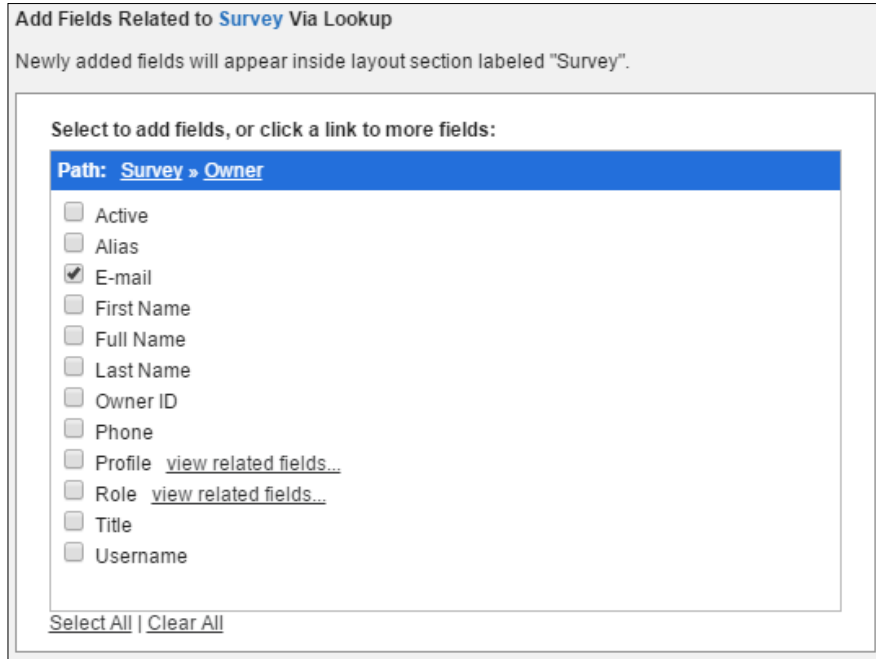 Add Fields Related to Survey Via Lookup
Newly added fields will appear inside layout section labeled "Survey".
Select to add fields, or click a link to more fields:
Path: Survey » Owner
Active
Alias
E-mail
First Name
Full Name
Last Name
Owner ID
Phone
Profile view related fields...
Role view related fields...
Title
Username
Select All | Clear All